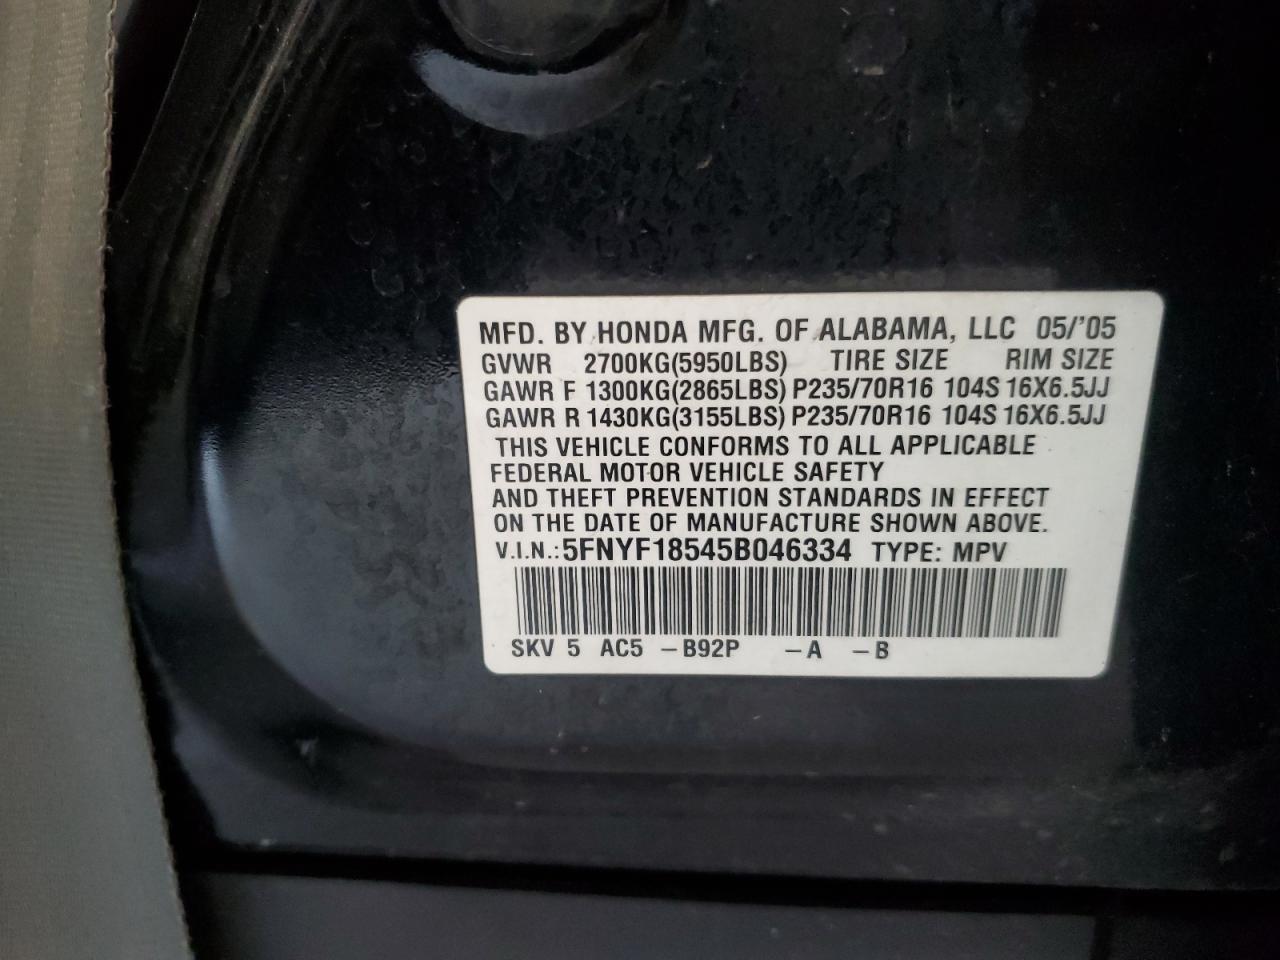 MFD. BY HONDA MFG. OF ALABAMA, LLC 05/'05
GVWR 2700KG(5950LBS) TIRE SIZE RIM SIZE
GAWR F 1300KG(2865LBS) P235/70R16 104S 16X6.5JJ
GAWR R 1430KG(3155LBS) P235/70R16 104S 16X6.5JJ
THIS VEHICLE CONFORMS TO ALL APPLICABLE
FEDERAL MOTOR VEHICLE SAFETY
AND THEFT PREVENTION STANDARDS IN EFFECT
ON THE DATE OF MANUFACTURE SHOWN ABOVE.
V.I.N.:5FNYF18545B046334 TYPE: MPV
SKV 5 AC5 -B92P -A -B